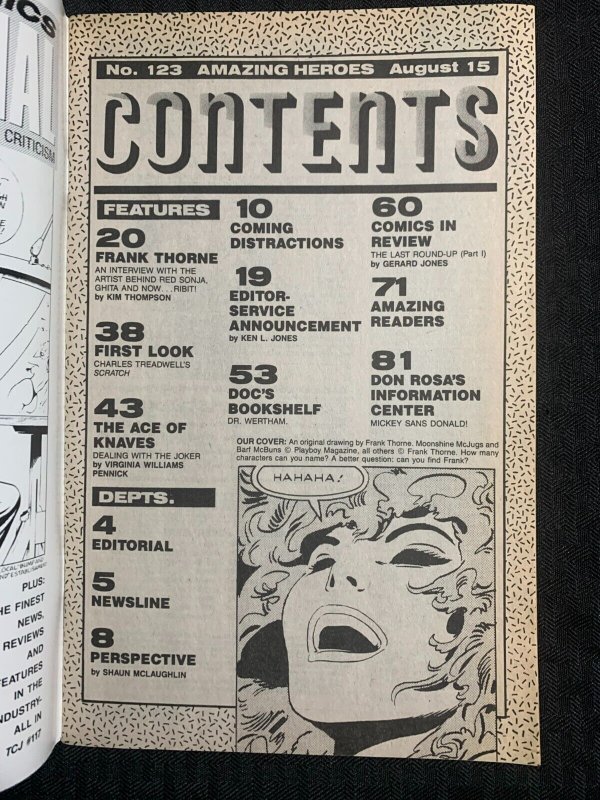 ICS
CRITICISM
LOCAL BUMP AND
PLUS:
THE FINEST
NEWS,
REVIEWS
AND
FEATURES
IN THE
INDUSTRY-
ALL IN
TCJ #117
No. 123 AMAZING HEROES August 15
CONTENTS
FEATURES
20
FRANK THORNE
AN INTERVIEW WITH THE
ARTIST BEHIND RED SONJA,
GHITA AND NOW. . .RIBIT!
by KIM THOMPSON
38
FIRST LOOK
CHARLES TREADWELL'S
SCRATCH
43
THE ACE OF
KNAVES
DEALING WITH THE JOKER
by VIRGINIA WILLIAMS
PENNICK
DEPTS.
4
EDITORIAL
5
NEWSLINE
8
PERSPECTIVE
by SHAUN McLAUGHLIN
10
COMING
DISTRACTIONS
19
EDITOR-
SERVICE
ANNOUNCEMENT
by KEN L. JONES
53
DOC'S
BOOKSHELF
DR. WERTHAM.
60
COMICS IN
REVIEW
THE LAST ROUND-UP (Part I)
by GERARD JONES
71
AMAZING
READERS
81
DON ROSA'S
INFORMATION
CENTER
MICKEY SANS DONALD!
OUR COVER: An original drawing by Frank Thorne. Moonshine McJugs and
Barf McBuns © Playboy Magazine, all others © Frank Thorne. How many
characters can you name? A better question: can you find Frank?
HAHAHA!